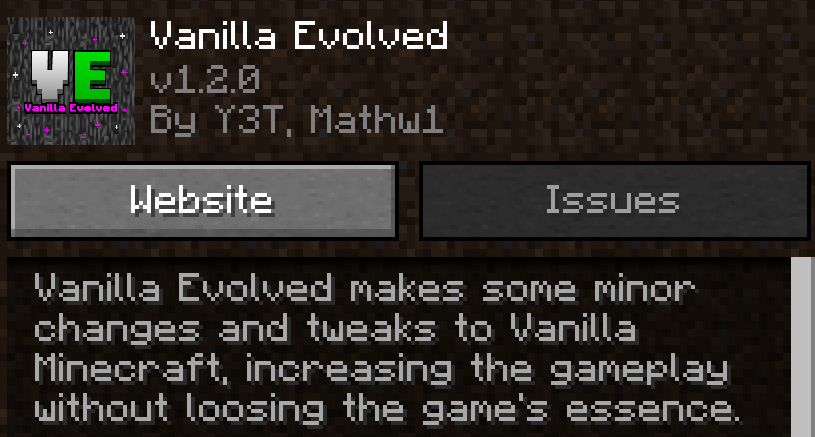 VE
Vanilla Evolved
Vanilla Evolved
v1.2.0
By Y3T, Mathw1
Website
Issues
Vanilla Evolved makes some minor
changes and tweaks to Vanilla
Minecraft, increasing the gameplay
without loosing the game's essence.